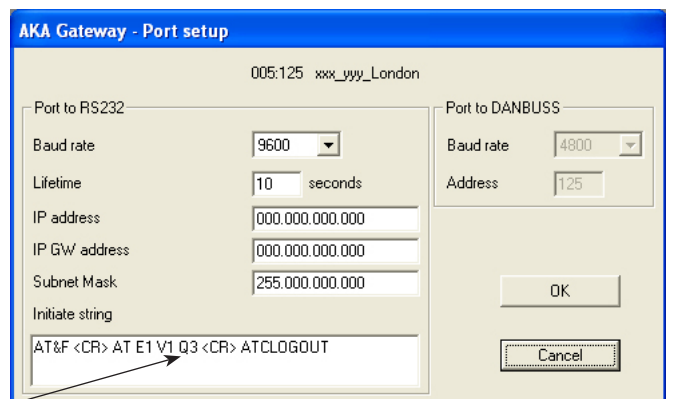 AKA Gateway - Port setup
005:125 xxx_yyy_London
Port to RS232
Baud rate 9600
Lifetime 10 seconds
IP address 000.000.000.000
IP GW address 000.000.000.000
Subnet Mask 255.000.000.000
Initiate string
AT&F <CR> AT E1 V1 Q3 <CR> ATCLOGOUT
Port to DANBUSS
Baud rate 4800
Address 125
OK
Cancel